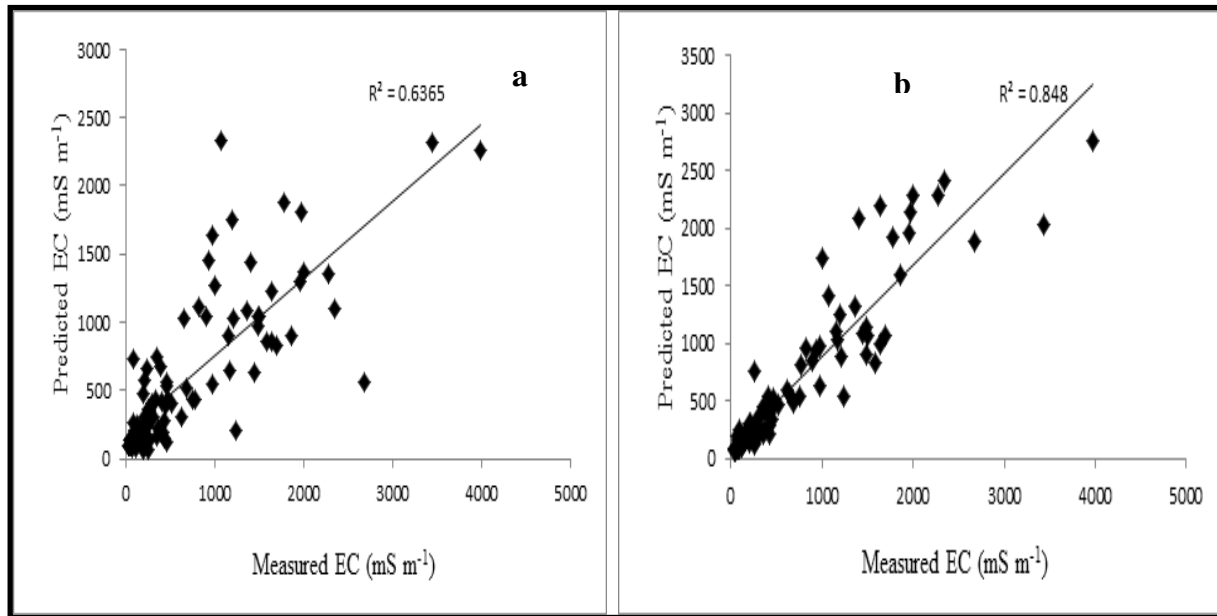 a
R² = 0.6365
Predicted EC (mS m⁻¹)
3000
2500
2000
1500
1000
500
0
0 1000 2000 3000 4000 5000
Measured EC (mS m⁻¹)
b
R² = 0.848
Predicted EC (mS m⁻¹)
3500
3000
2500
2000
1500
1000
500
0
0 1000 2000 3000 4000 5000
Measured EC (mS m⁻¹)